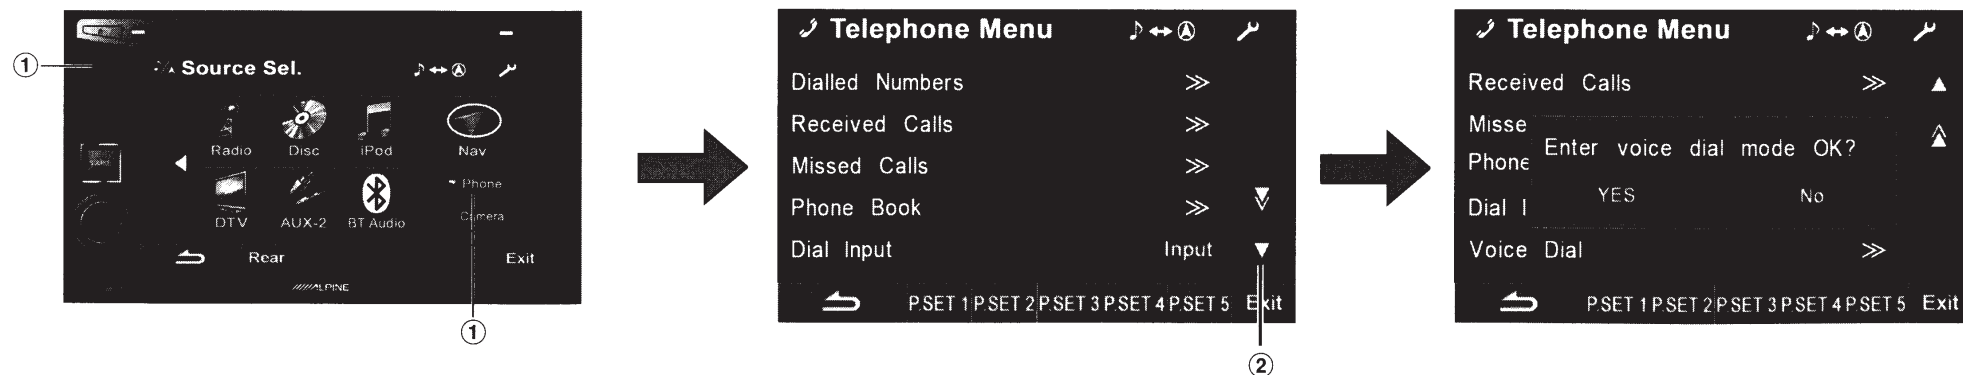 ①
Source Sel.
Radio Disc iPod Nav
DTV AUX-2 BT Audio Phone
Camera
Rear Exit
ALPINE
①
Telephone Menu
Dialled Numbers
Received Calls
Missed Calls
Phone Book
Dial Input Input
P.SET 1 P.SET 2 P.SET 3 P.SET 4 P.SET 5 Exit
②
Telephone Menu
Received Calls
Misse
Phone
Enter voice dial mode OK?
YES No
Dial I
Voice Dial
P.SET 1 P.SET 2 P.SET 3 P.SET 4 P.SET 5 Exit